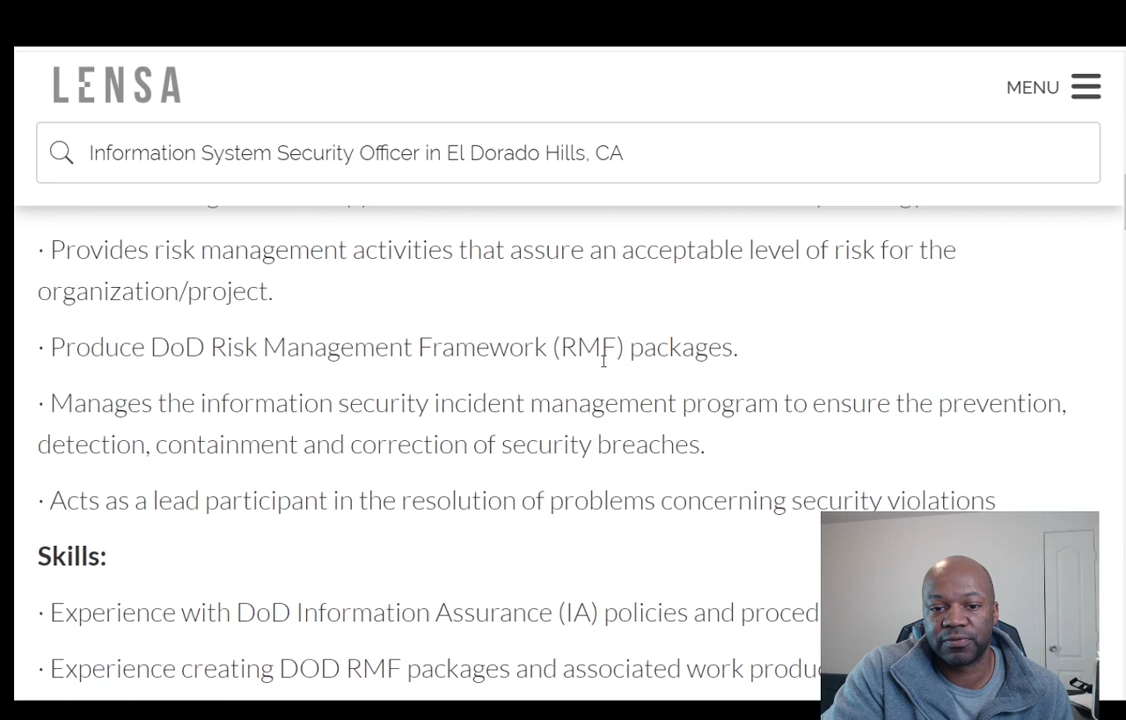 LENSA
MENU
Information System Security Officer in El Dorado Hills, CA
· Provides risk management activities that assure an acceptable level of risk for the
organization/project.
· Produce DoD Risk Management Framework (RMF) packages.
· Manages the information security incident management program to ensure the prevention,
detection, containment and correction of security breaches.
· Acts as a lead participant in the resolution of problems concerning security violations
Skills:
· Experience with DoD Information Assurance (IA) policies and proced
· Experience creating DOD RMF packages and associated work produc